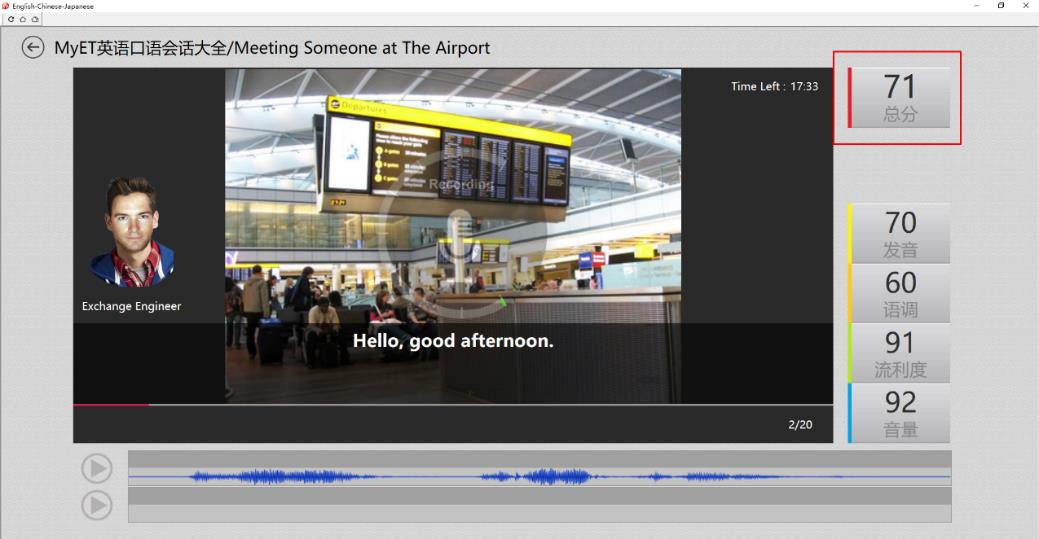 English-Chinese-Japanese
MyET英语口语会话大全/Meeting Someone at The Airport
Time Left : 17:33
71
总分
Departures
Recording
70
发音
60
语调
Exchange Engineer
Hello, good afternoon.
91
流利度
92
音量
2/20